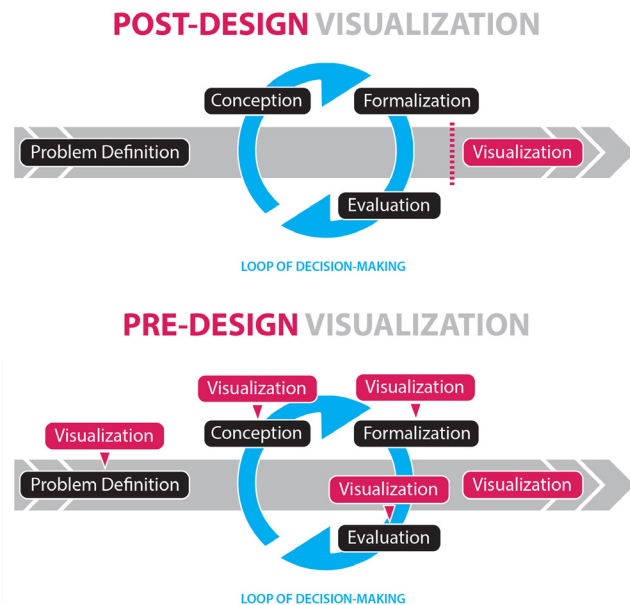 POST-DESIGN VISUALIZATION
Conception
Formalization
Problem Definition
Visualization
Evaluation
LOOP OF DECISION-MAKING
PRE-DESIGN VISUALIZATION
Visualization
Visualization
Visualization
Conception
Formalization
Problem Definition
Visualization
Visualization
Evaluation
LOOP OF DECISION-MAKING